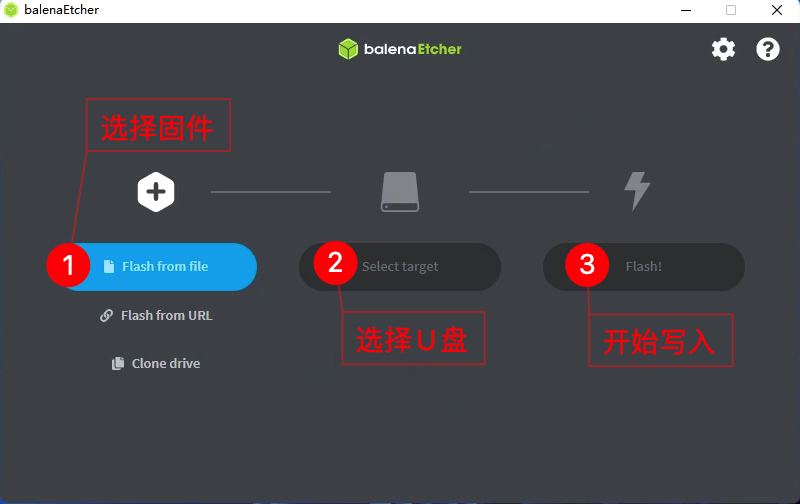 balenaEtcher
balenaEtcher
选择固件
1 Flash from file
2 Select target
3 Flash!
Flash from URL
选择U盘
开始写入
Clone drive